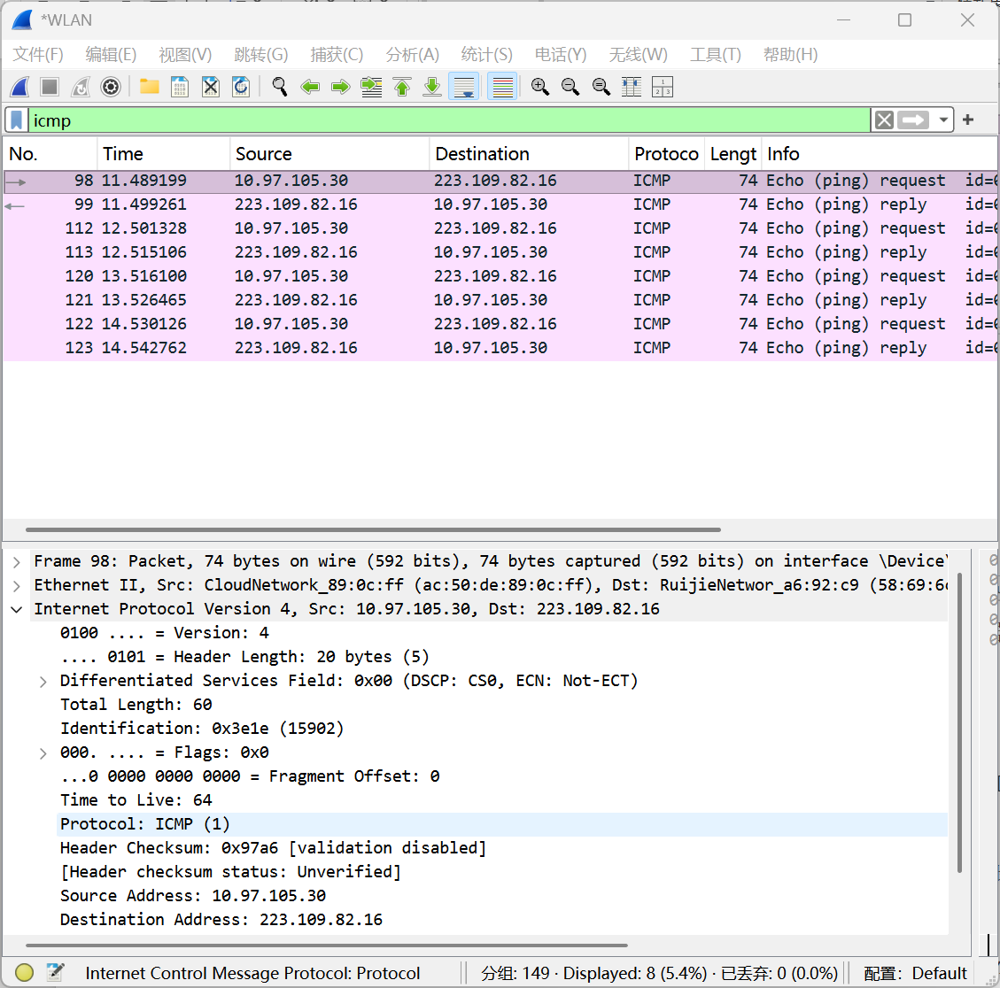 *WLAN
文件(F) 编辑(E) 视图(V) 跳转(G) 捕获(C) 分析(A) 统计(S) 电话(Y) 无线(W) 工具(T) 帮助(H)
icmp
No. Time Source Destination Protoco Lengt Info
98 11.489199 10.97.105.30 223.109.82.16 ICMP 74 Echo (ping) request id=
99 11.499261 223.109.82.16 10.97.105.30 ICMP 74 Echo (ping) reply id=
112 12.501328 10.97.105.30 223.109.82.16 ICMP 74 Echo (ping) request id=
113 12.515106 223.109.82.16 10.97.105.30 ICMP 74 Echo (ping) reply id=
120 13.516100 10.97.105.30 223.109.82.16 ICMP 74 Echo (ping) request id=
121 13.526465 223.109.82.16 10.97.105.30 ICMP 74 Echo (ping) reply id=
122 14.530126 10.97.105.30 223.109.82.16 ICMP 74 Echo (ping) request id=
123 14.542762 223.109.82.16 10.97.105.30 ICMP 74 Echo (ping) reply id=
Frame 98: Packet, 74 bytes on wire (592 bits), 74 bytes captured (592 bits) on interface \Device\
Ethernet II, Src: CloudNetwork_89:0c:ff (ac:50:de:89:0c:ff), Dst: RuijieNetwor_a6:92:c9 (58:69:6c
Internet Protocol Version 4, Src: 10.97.105.30, Dst: 223.109.82.16
0100 .... = Version: 4
.... 0101 = Header Length: 20 bytes (5)
Differentiated Services Field: 0x00 (DSCP: CS0, ECN: Not-ECT)
Total Length: 60
Identification: 0x3e1e (15902)
000. .... = Flags: 0x0
...0 0000 0000 0000 = Fragment Offset: 0
Time to Live: 64
Protocol: ICMP (1)
Header Checksum: 0x97a6 [validation disabled]
[Header checksum status: Unverified]
Source Address: 10.97.105.30
Destination Address: 223.109.82.16
Internet Control Message Protocol: Protocol 分组: 149 · Displayed: 8 (5.4%) · 已丢弃: 0 (0.0%) 配置: Default